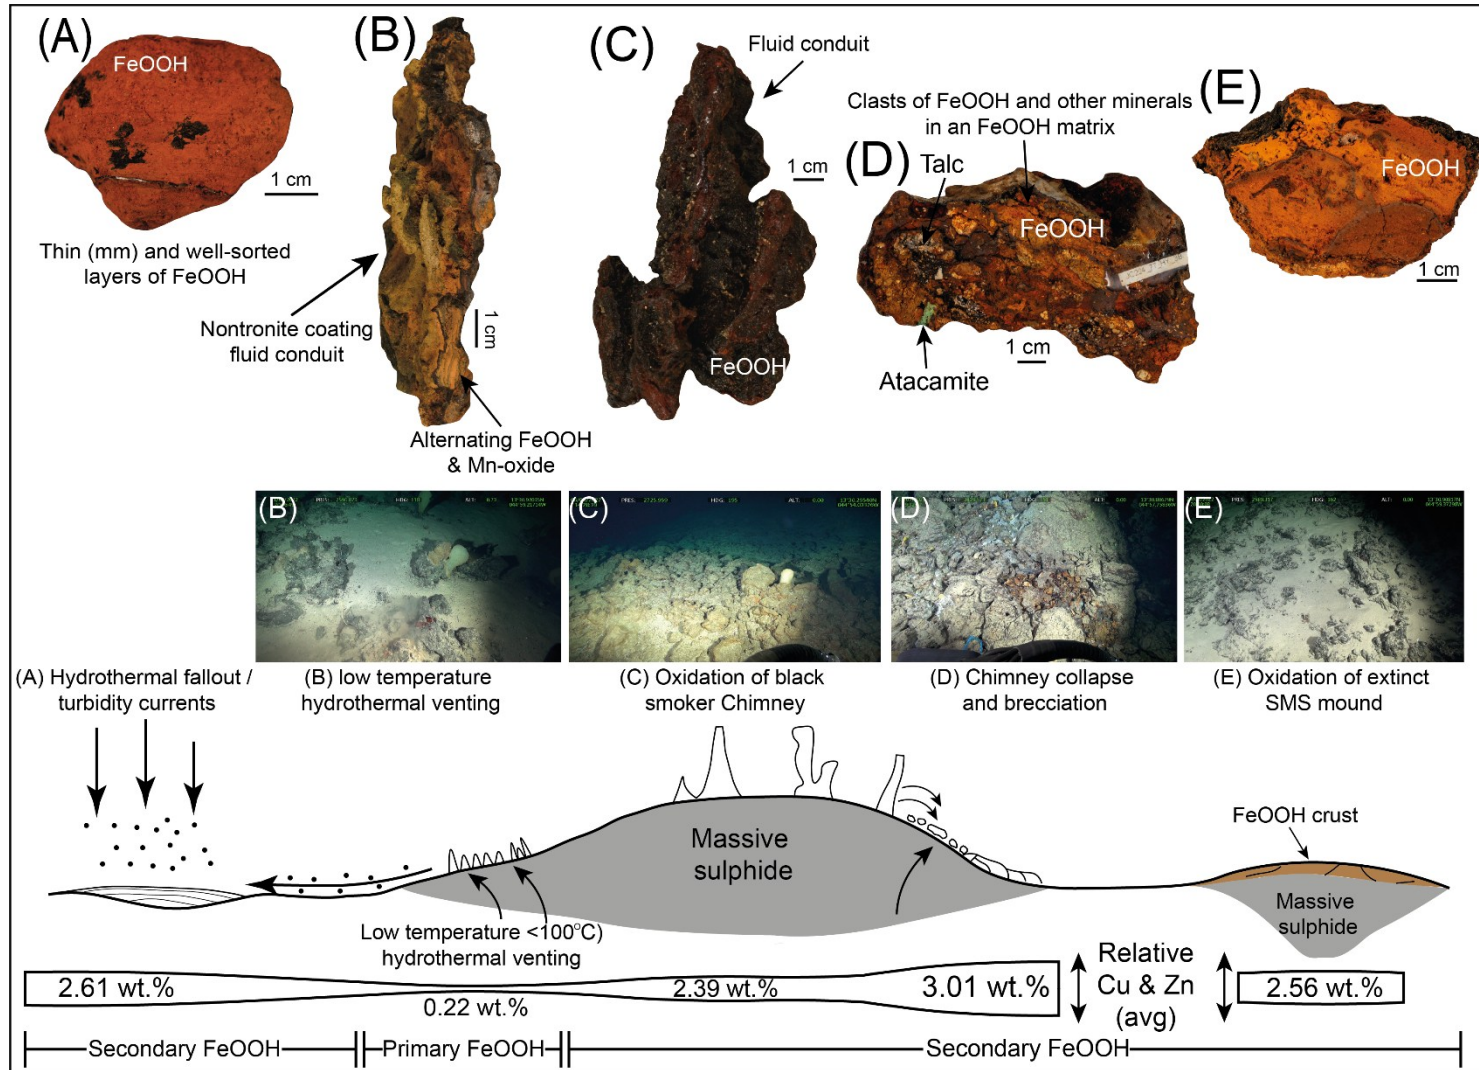 (A)
FeOOH
1 cm
Thin (mm) and well-sorted
layers of FeOOH
(B)
Nontronite coating
fluid conduit
1 cm
Alternating FeOOH
& Mn-oxide
(C)
Fluid conduit
1 cm
FeOOH
Clasts of FeOOH and other minerals
in an FeOOH matrix
(D)
Talc
FeOOH
1 cm
Atacamite
(E)
FeOOH
1 cm
(B)
(C)
(D)
(E)
(A) Hydrothermal fallout /
turbidity currents
(B) low temperature
hydrothermal venting
(C) Oxidation of black
smoker Chimney
(D) Chimney collapse
and brecciation
(E) Oxidation of extinct
SMS mound
Massive
sulphide
FeOOH crust
Massive
sulphide
Low temperature <100°C)
hydrothermal venting
2.61 wt.%
0.22 wt.%
2.39 wt.%
3.01 wt.%
Relative
Cu & Zn
(avg)
2.56 wt.%
Secondary FeOOH
Primary FeOOH
Secondary FeOOH